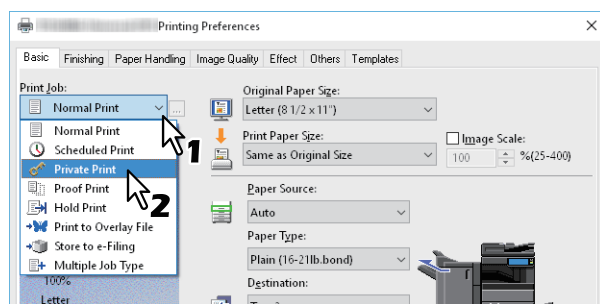 Printing Preferences
Basic Finishing Paper Handling Image Quality Effect Others Templates
Print Job:
Normal Print
...
Normal Print
Scheduled Print
Private Print
Proof Print
Hold Print
Print to Overlay File
Store to e-Filing
Multiple Job Type
100%
Letter
1
2
Original Paper Size:
Letter (8 1/2 x 11")
Print Paper Size:
Same as Original Size
Image Scale:
100 %(25-400)
Paper Source:
Auto
Paper Type:
Plain (16-21lb.bond)
Destination: